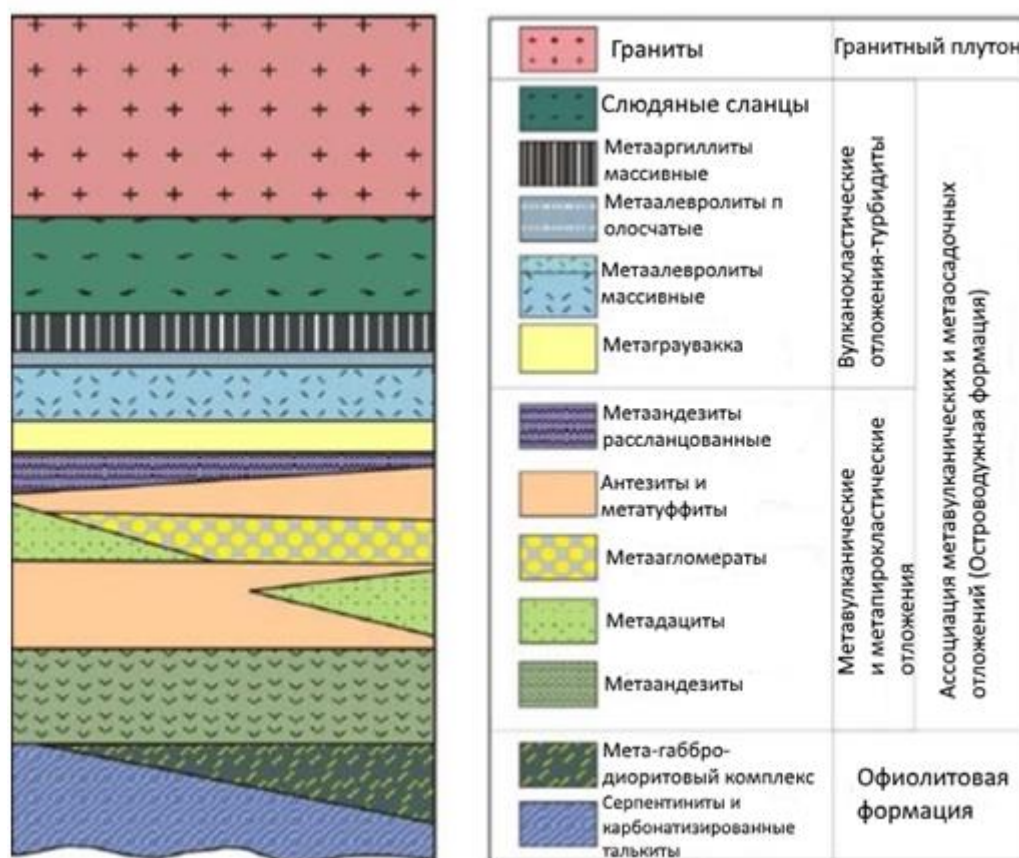 Граниты
Гранитный плутон
Слюдяные сланцы
Метааргиллиты
массивные
Метаалевролиты п
олосчатые
Метаалевролиты
массивные
Метаграувакка
Вулканокластические
отложения-турбидиты
Метаандезиты
рассланцованные
Антезиты и
метатуффиты
Метаагломераты
Метадациты
Метаандезиты
Метавулканические
и метапирокластические
отложения
Ассоциация метавулканических и метаосадочных
отложений (Островодужная формация)
Мета-габбро-
диоритовый комплекс
Серпентиниты и
карбонатизированные
талькиты
Офиолитовая
формация